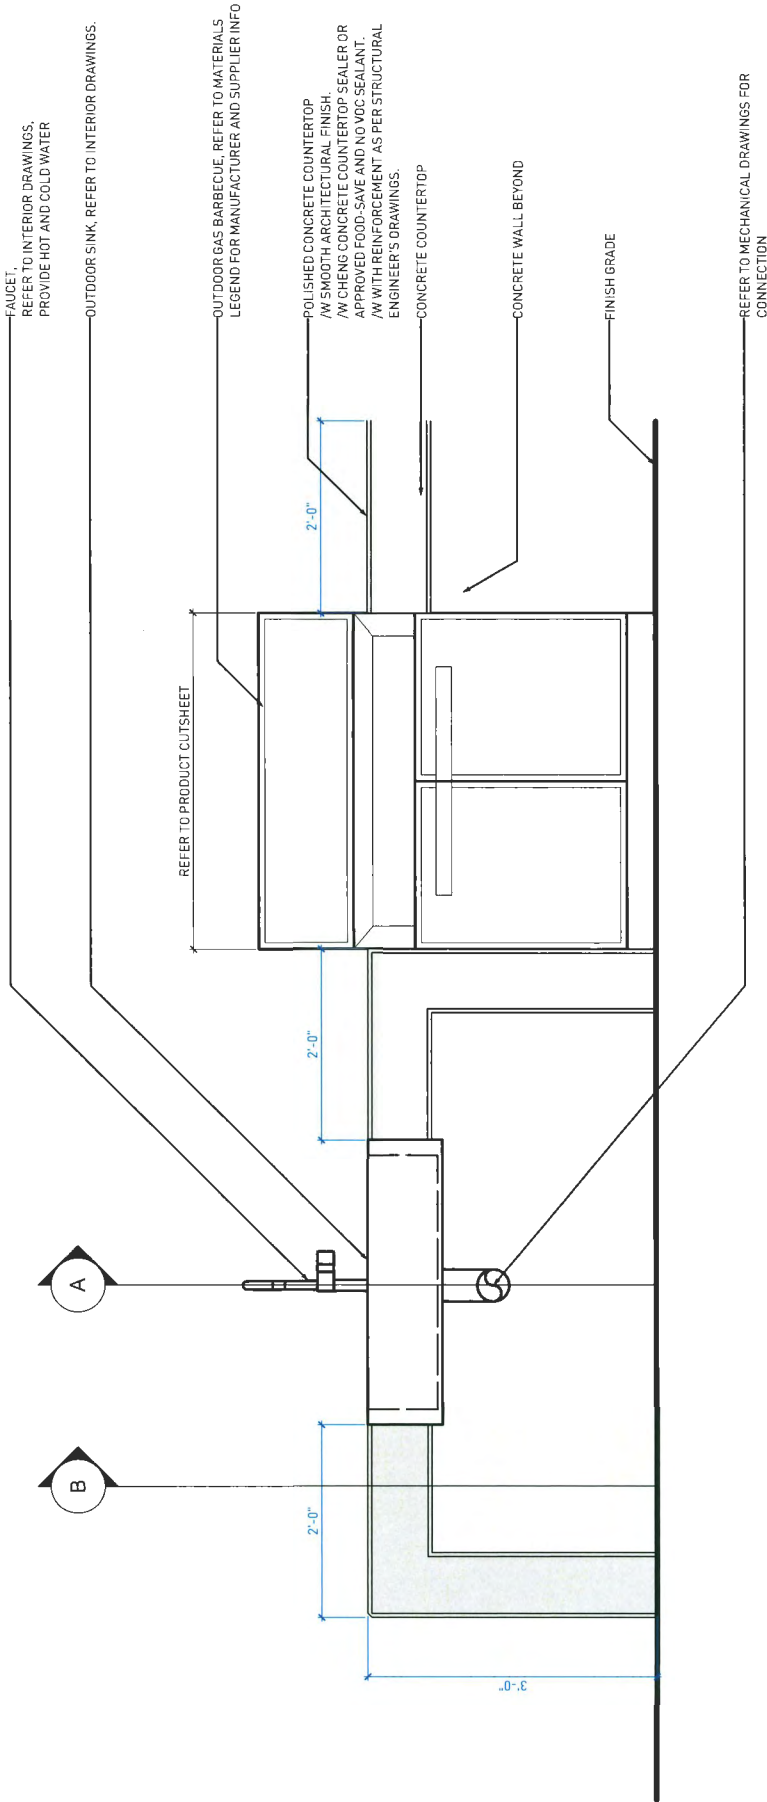 FAUCET,
REFER TO INTERIOR DRAWINGS,
PROVIDE HOT AND COLD WATER
OUTDOOR SINK, REFER TO INTERIOR DRAWINGS.
OUTDOOR GAS BARBECUE, REFER TO MATERIALS
LEGEND FOR MANUFACTURER AND SUPPLIER INFO
POLISHED CONCRETE COUNTERTOP
/W SMOOTH ARCHITECTURAL FINISH.
/W CHENG CONCRETE COUNTERTOP SEALER OR
APPROVED FOOD-SAVE AND NO VOC SEALANT.
/W WITH REINFORCEMENT AS PER STRUCTURAL
ENGINEER'S DRAWINGS.
CONCRETE COUNTERTOP
CONCRETE WALL BEYOND
FINISH GRADE
REFER TO MECHANICAL DRAWINGS FOR
CONNECTION
REFER TO PRODUCT CUTSHEET
B
A
2'-0"
2'-0"
2'-0"
3'-0"